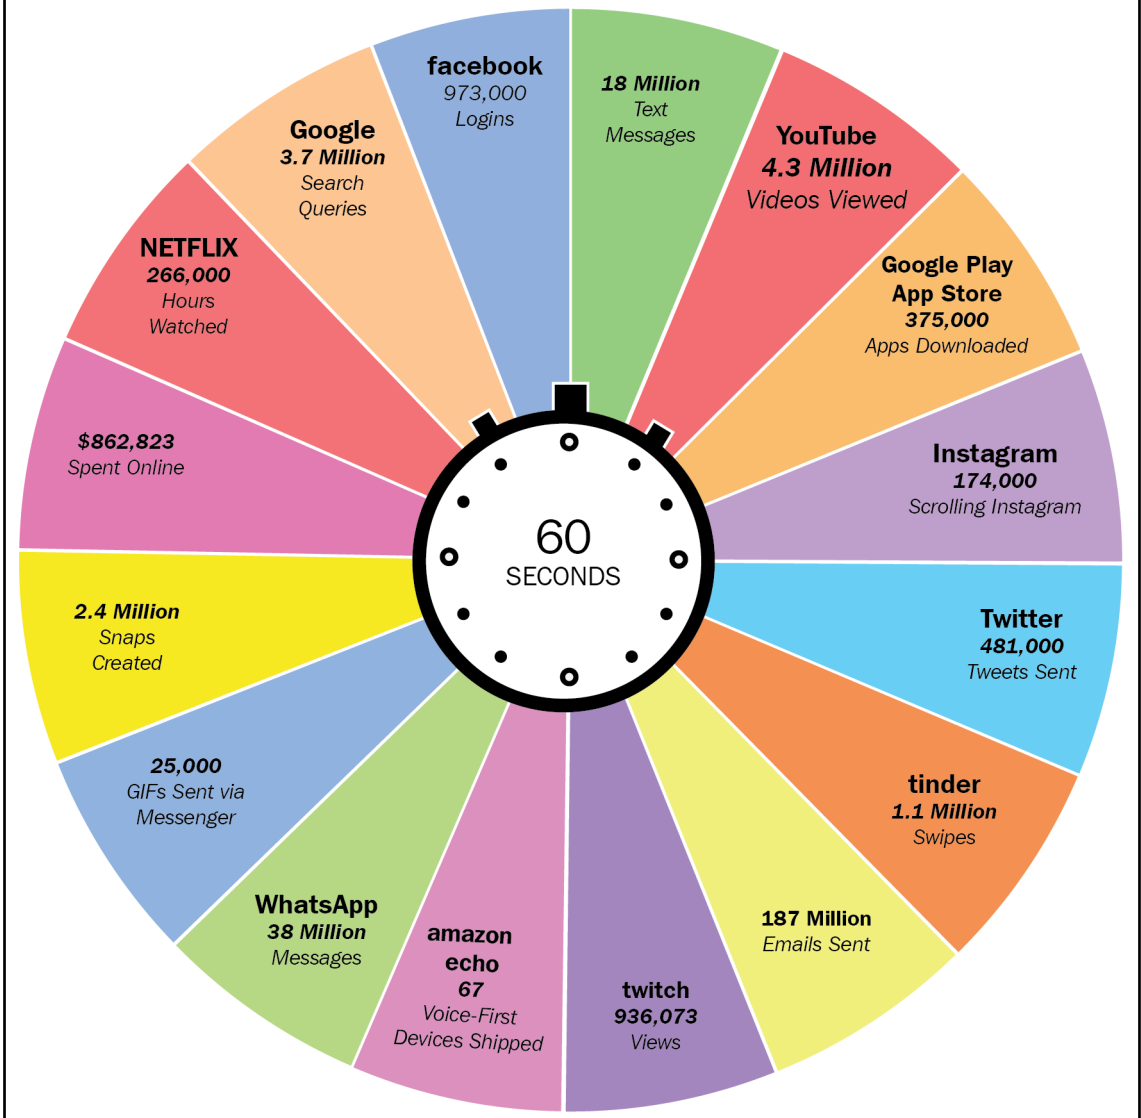 facebook
973,000
Logins
18 Million
Text
Messages
YouTube
4.3 Million
Videos Viewed
Google Play
App Store
375,000
Apps Downloaded
Instagram
174,000
Scrolling Instagram
Twitter
481,000
Tweets Sent
tinder
1.1 Million
Swipes
187 Million
Emails Sent
twitch
936,073
Views
amazon
echo
67
Voice-First
Devices Shipped
WhatsApp
38 Million
Messages
25,000
GIFs Sent via
Messenger
2.4 Million
Snaps
Created
$862,823
Spent Online
NETFLIX
266,000
Hours
Watched
Google
3.7 Million
Search
Queries
60
SECONDS